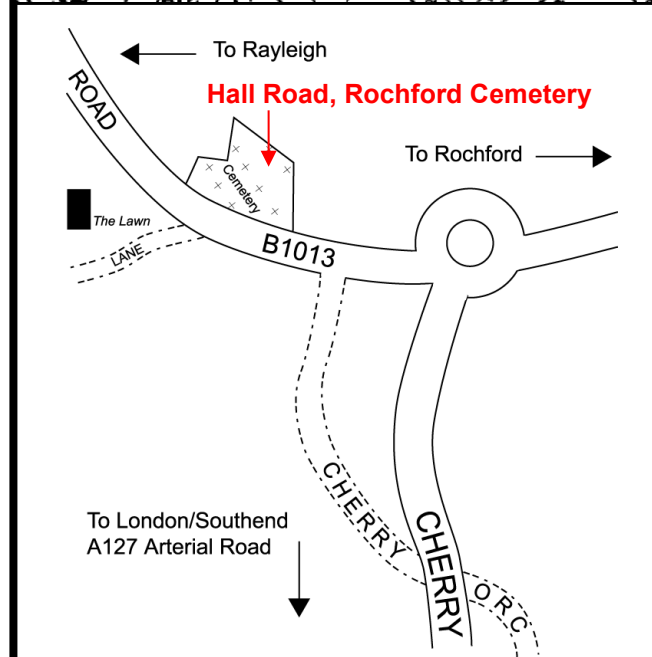 To Rayleigh
ROAD
Hall Road, Rochford Cemetery
To Rochford
Cemetery
The Lawn
LANE
B1013
CHERRY
To London/Southend
A127 Arterial Road
CHERRY
ORC